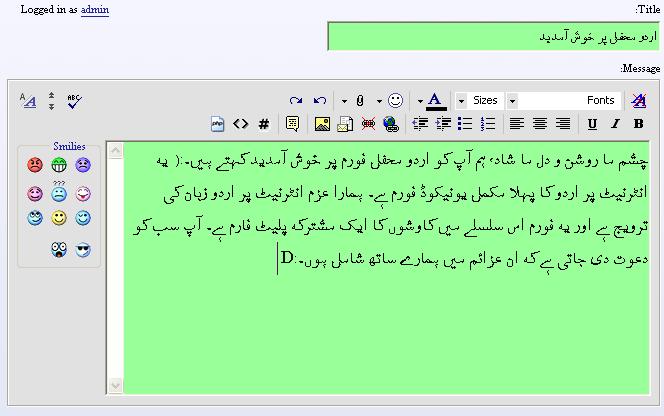 Logged in as admin
Title:
اردو محفل پر خوش آمدید
Message:
Sizes
Fonts
ABC
php
<> #
U I B
Smilies
???
چشم ما روشن و دل ما شاد، ہم آپ کو اردو محفل فورم پر خوش آمدید کہتے ہیں۔:) یہ
انٹرنیٹ پر اردو کا پہلا مکمل یونیکوڈ فورم ہے۔ ہمارا عزم انٹرنیٹ پر اردو زبان کی
ترویج ہے اور یہ فورم اس سلسلے میں کاوشوں کا ایک مشترکہ پلیٹ فارم ہے۔ آپ سب کو
دعوت دی جاتی ہے کہ ان عزائم میں ہمارے ساتھ شامل ہوں۔:D